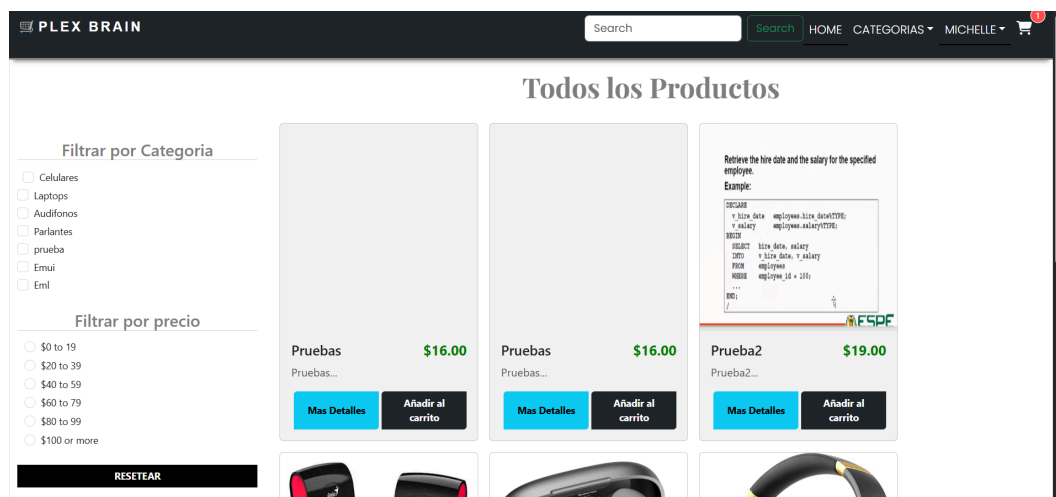 PLEX BRAIN
Search
Search
HOME
CATEGORIAS
MICHELLE
1
Todos los Productos
Filtrar por Categoria
Celulares
Laptops
Audifonos
Parlantes
prueba
Emui
Eml
Filtrar por precio
$0 to 19
$20 to 39
$40 to 59
$60 to 79
$80 to 99
$100 or more
RESETEAR
Pruebas $16.00
Pruebas...
Mas Detalles
Añadir al
carrito
Pruebas $16.00
Pruebas...
Mas Detalles
Añadir al
carrito
Retrieve the hire date and the salary for the specified
employee.
Example:
DECLARE
v_hire_date employees.hire_date%TYPE;
v_salary employees.salary%TYPE;
BEGIN
SELECT hire_date, salary
INTO v_hire_date, v_salary
FROM employees
WHERE employee_id = 100;
...
END;
/
ESPE
Prueba2 $19.00
Prueba2...
Mas Detalles
Añadir al
carrito